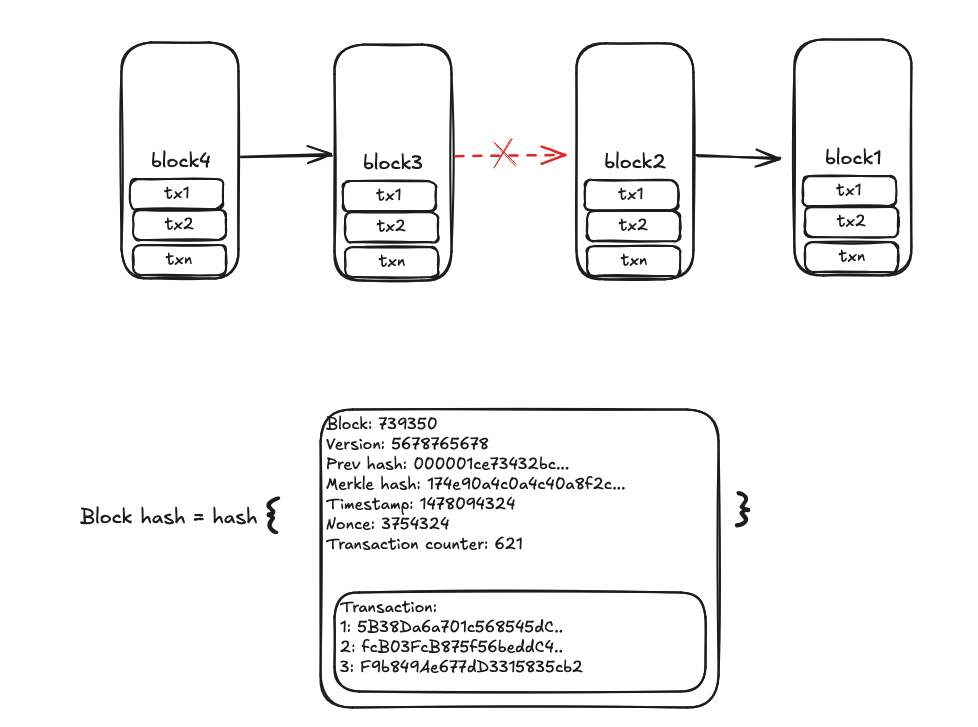 block4
tx1
tx2
txn
block3
tx1
tx2
txn
block2
tx1
tx2
txn
block1
tx1
tx2
txn
Block hash = hash {
Block: 739350
Version: 5678765678
Prev hash: 000001ce73432bc...
Merkle hash: 174e90a4c0a4c40a8f2c...
Timestamp: 1478094324
Nonce: 3754324
Transaction counter: 621
Transaction:
1: 5B38Da6a701c568545dC..
2: fcB03FcB875f56beddC4..
3: F9b849Ae677dD3315835cb2
}